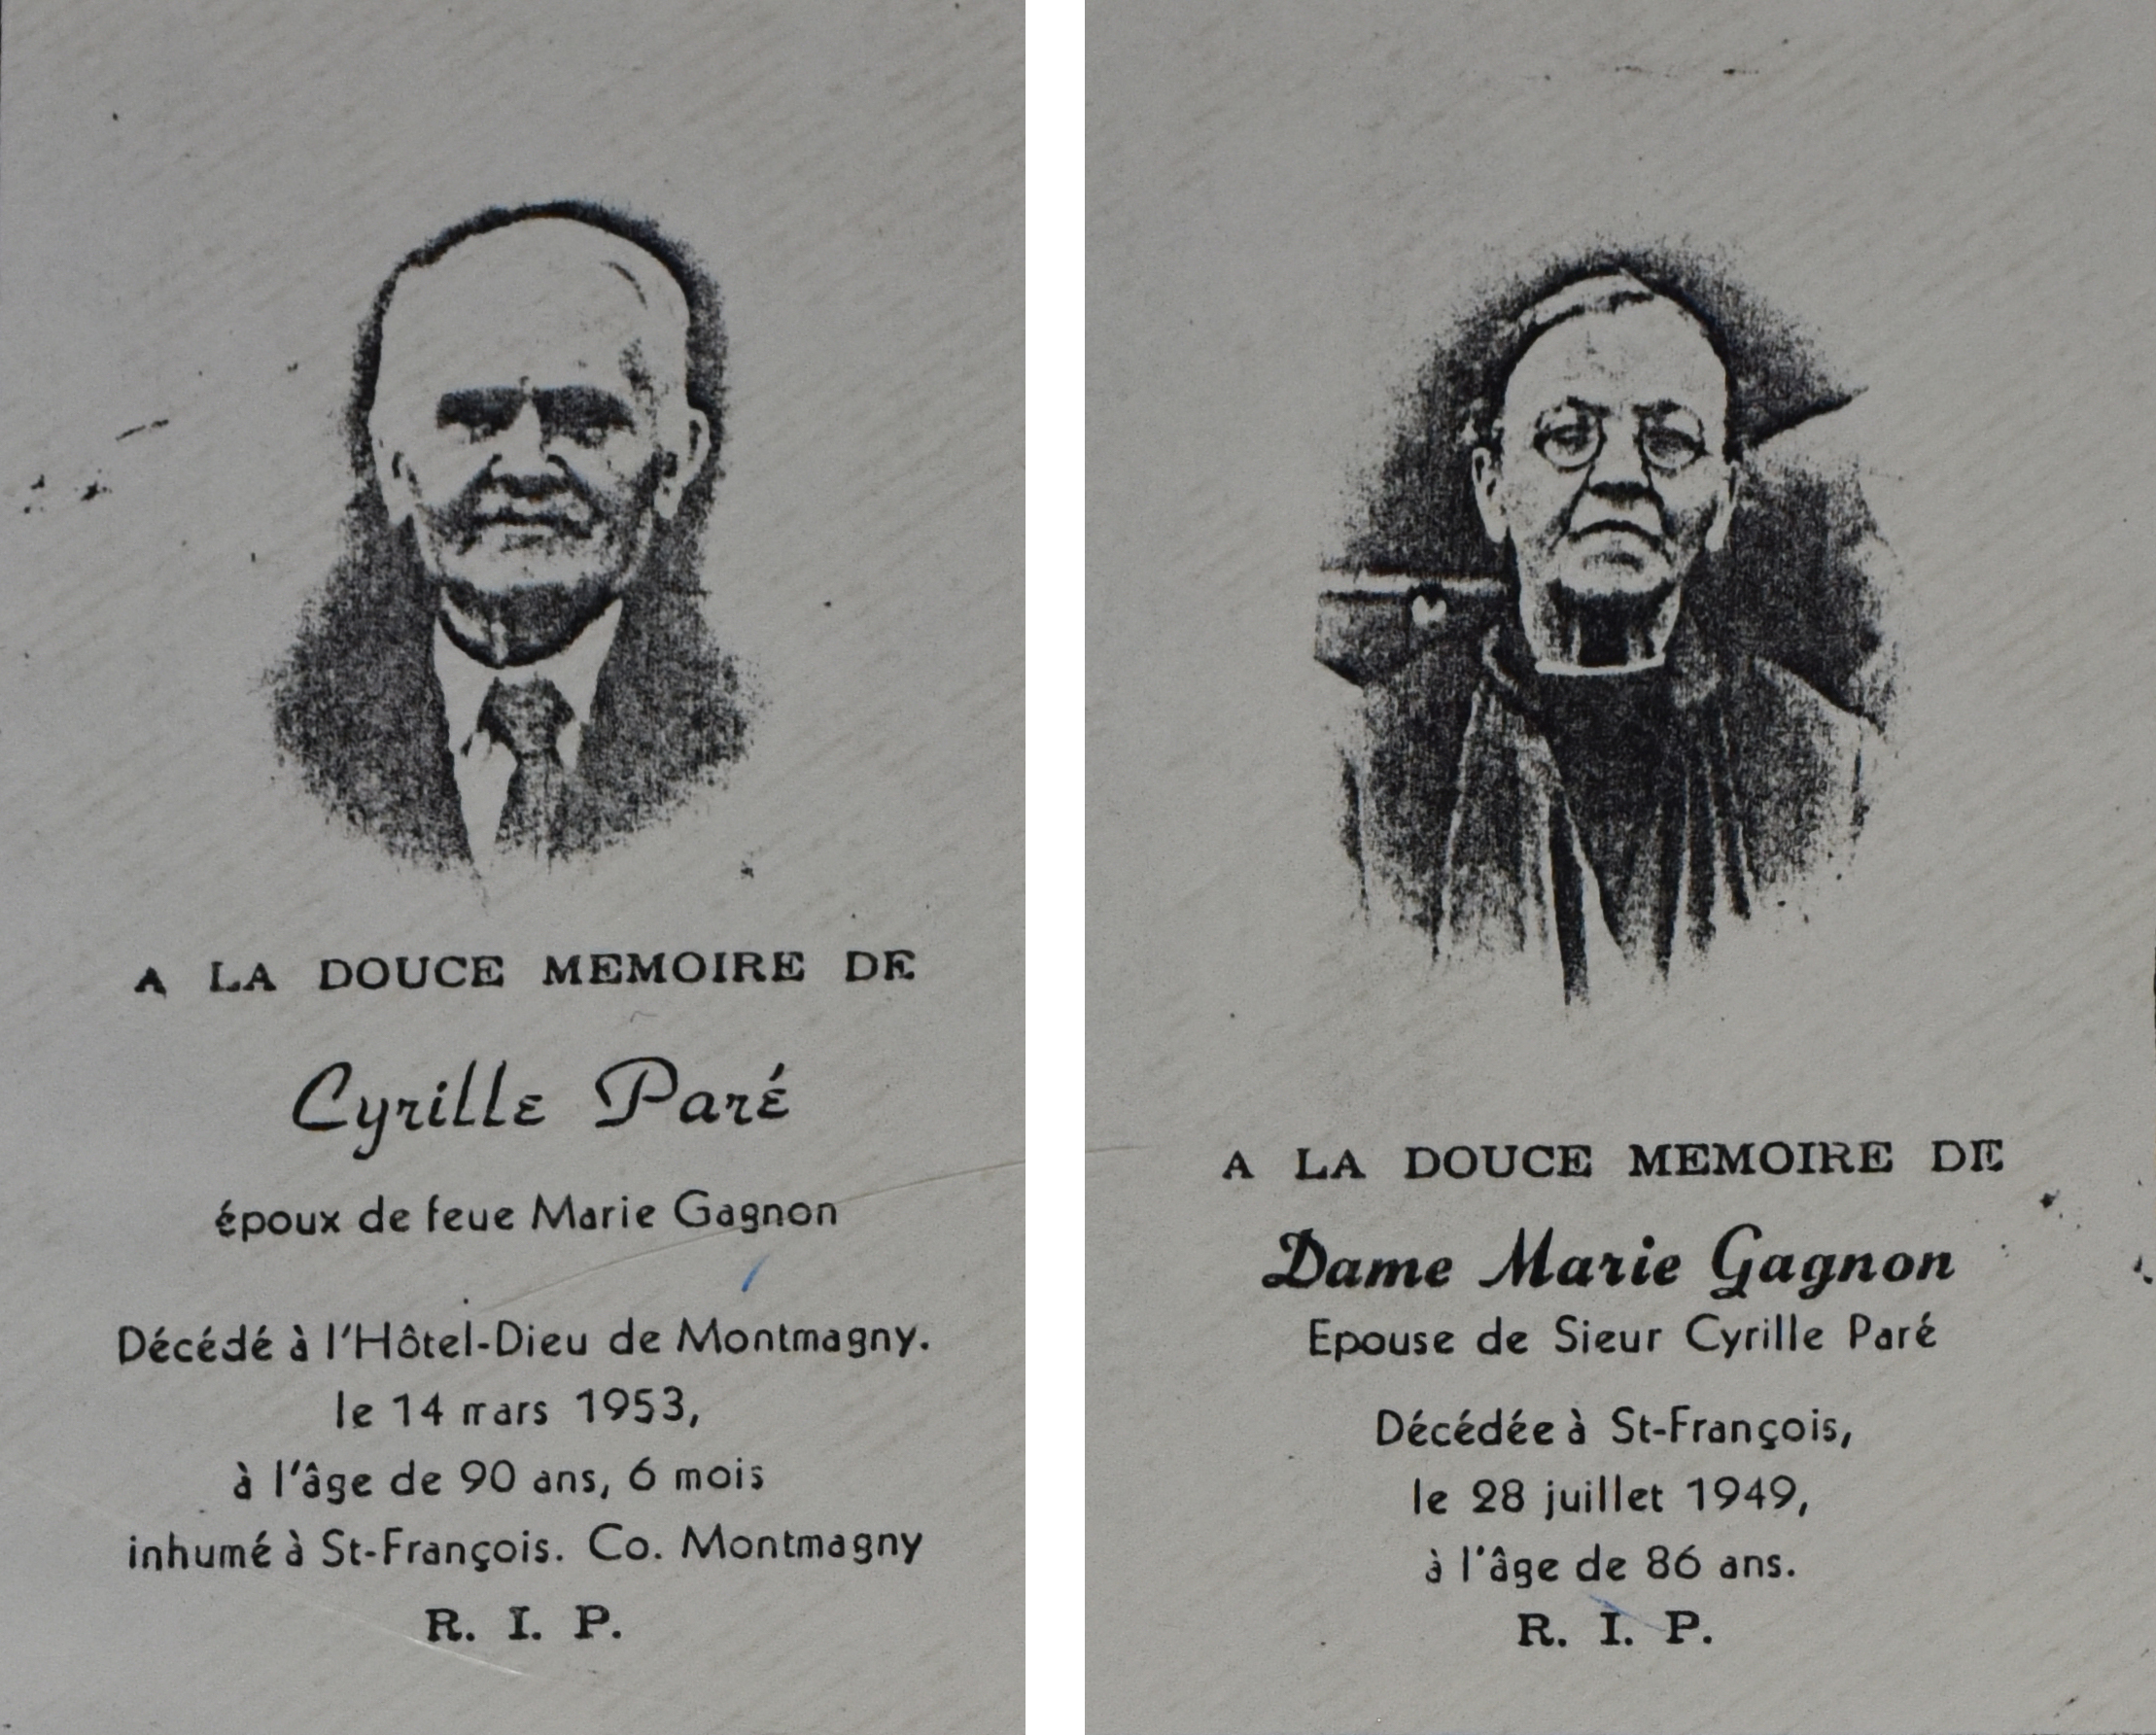 A LA DOUCE MEMOIRE DE
Cyrille Paré
époux de feue Marie Gagnon
Décédé à l'Hôtel-Dieu de Montmagny.
le 14 mars 1953,
à l'âge de 90 ans, 6 mois
inhumé à St-François. Co. Montmagny
R. I. P.
A LA DOUCE MEMOIRE DE
Dame Marie Gagnon
Epouse de Sieur Cyrille Paré
Décédée à St-François,
le 28 juillet 1949,
à l'âge de 86 ans.
R. I. P.